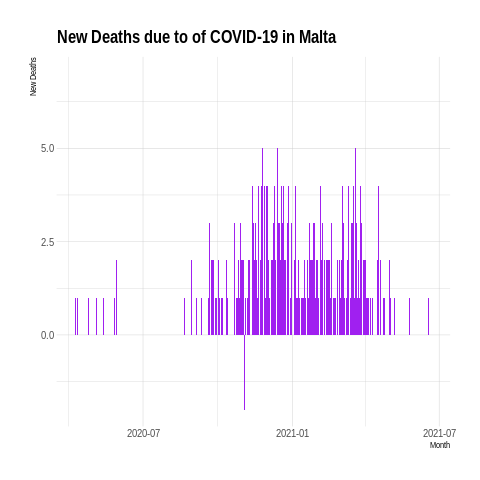 New Deaths due to of COVID-19 in Malta
New Deaths
5.0
2.5
0.0
2020-07
2021-01
2021-07
Month